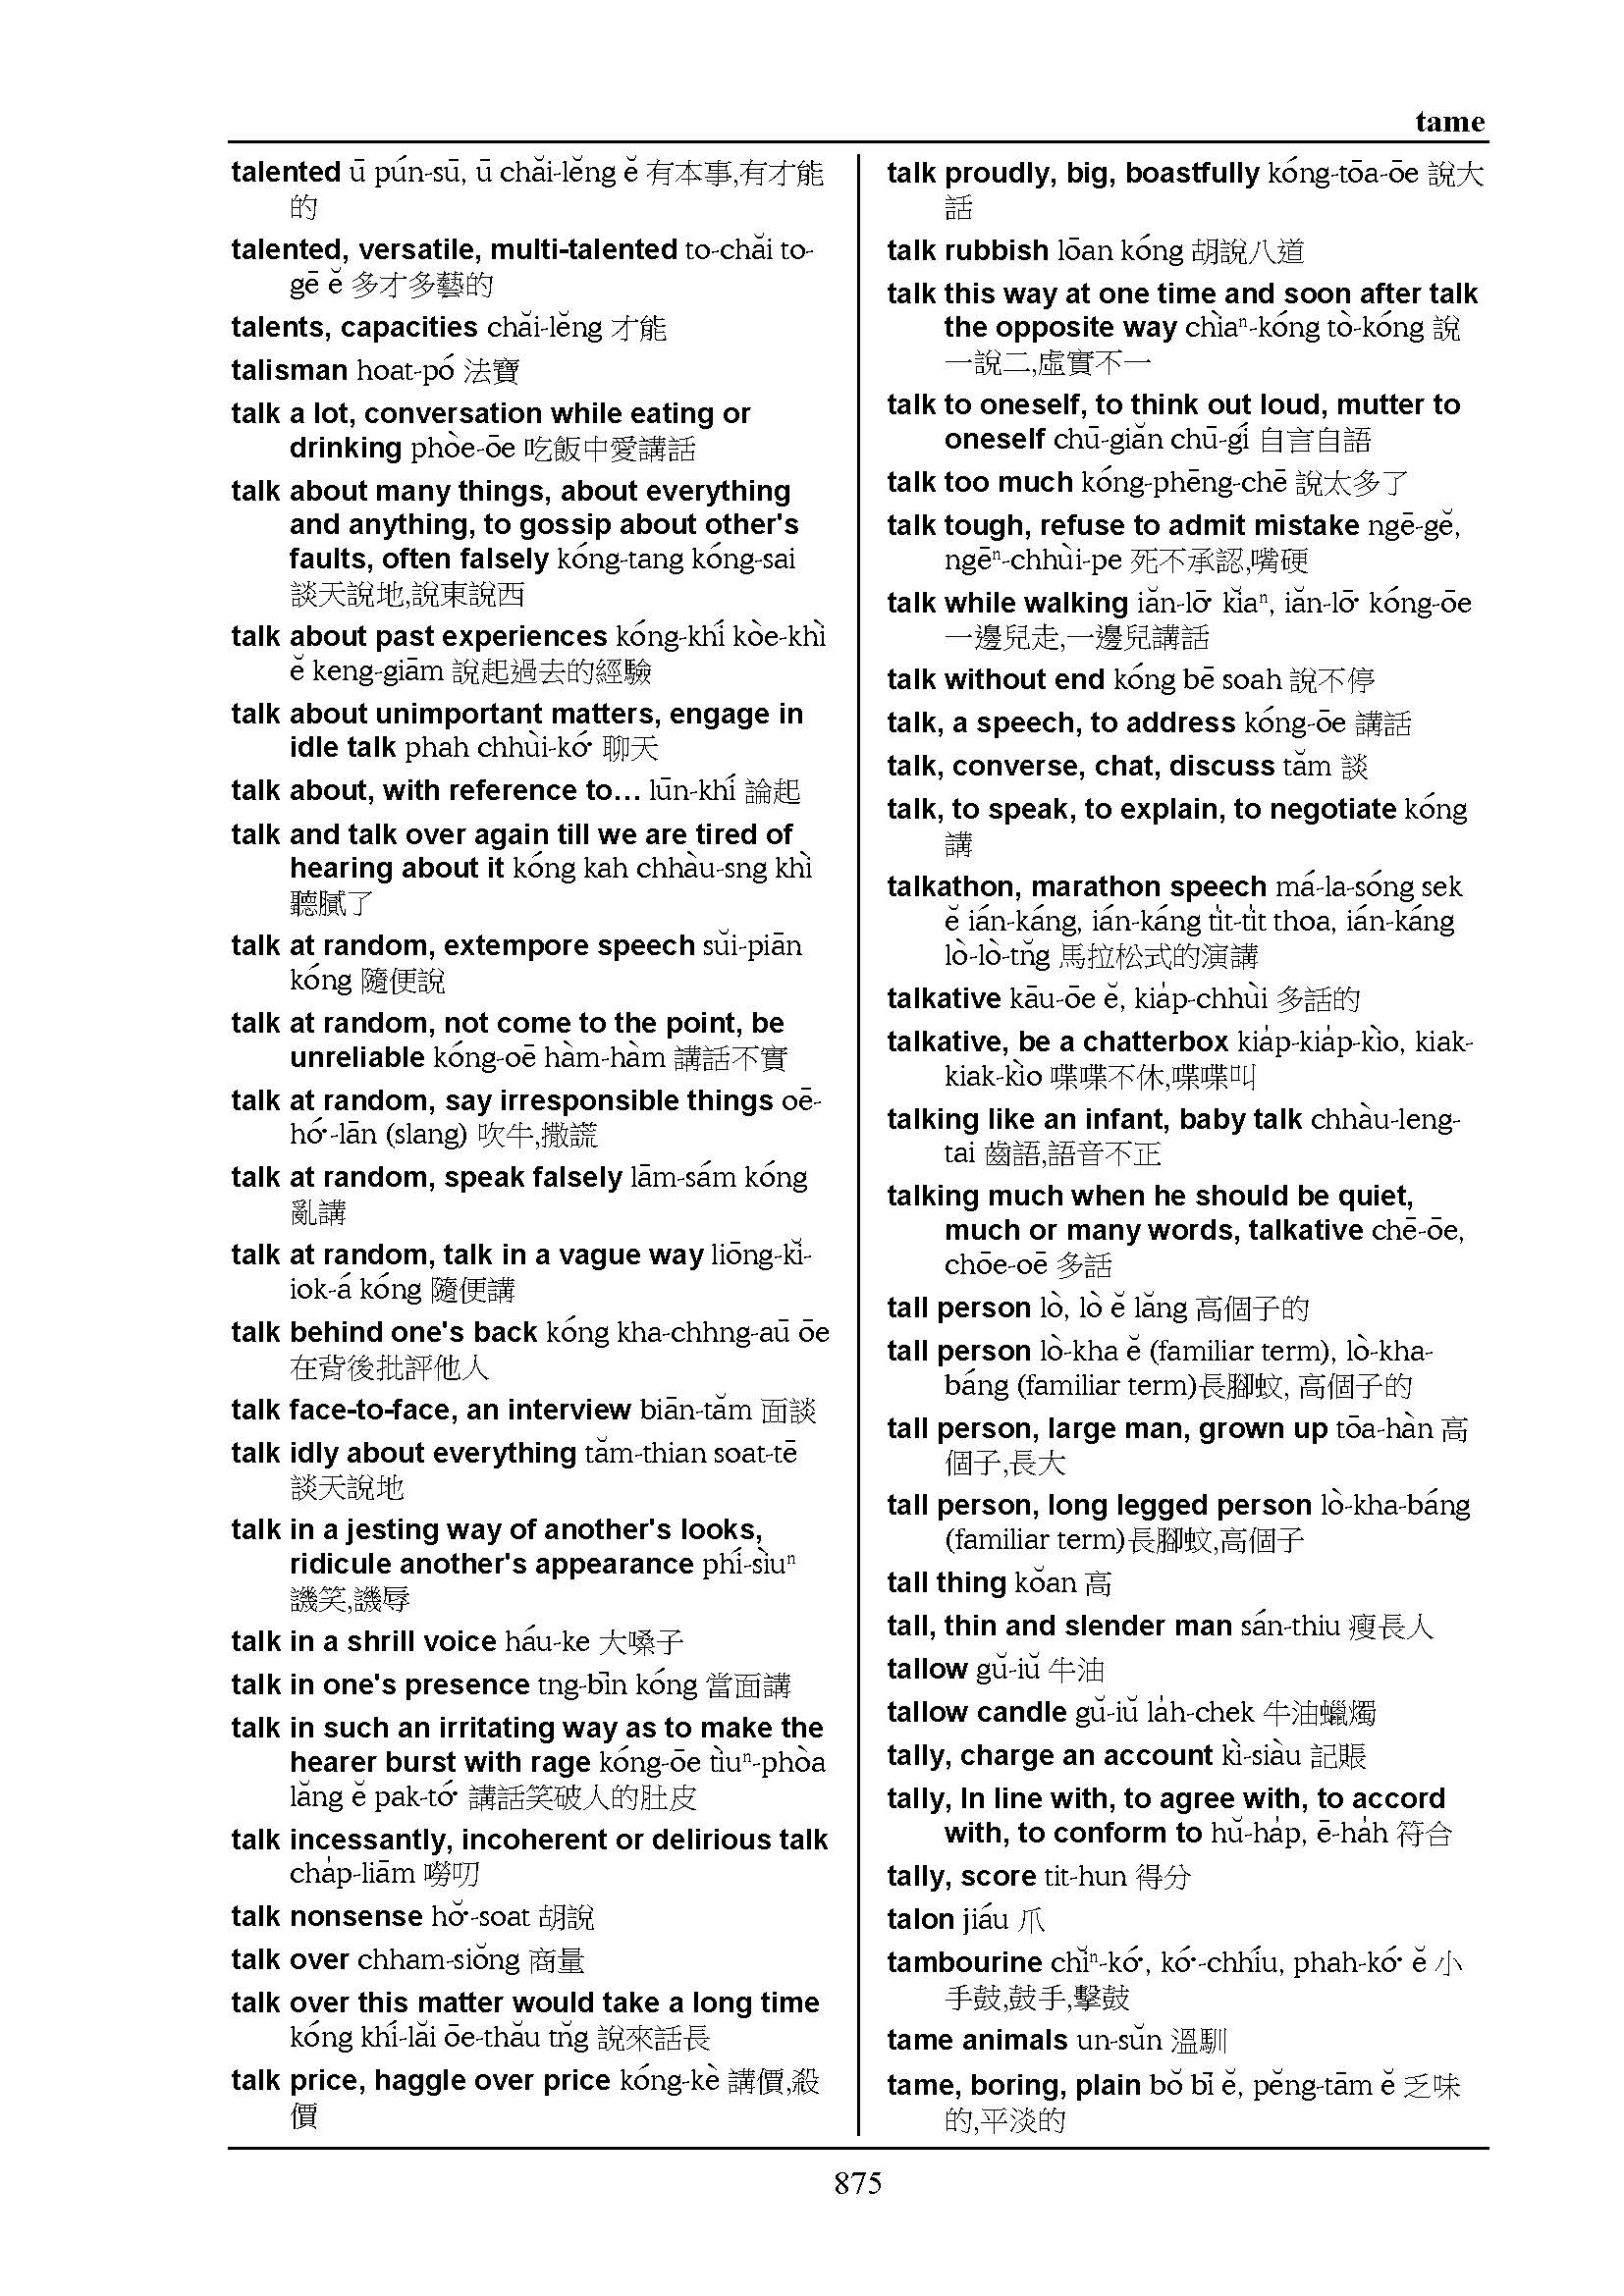 tame
talented ū pún-sū, ū chăi-lĕng ĕ 有本事,有才能
的
talented, versatile, multi-talented to-chăi to-
gē ĕ 多才多藝的
talents, capacities chăi-lĕng 才能
talisman hoat-pó 法寶
talk a lot, conversation while eating or
drinking phòe-ōe 吃飯中愛講話
talk about many things, about everything
and anything, to gossip about other's
faults, often falsely kóng-tang kóng-sai
談天說地,說東說西
talk about past experiences kóng-khí kòe-khì
ĕ keng-giām 說起過去的經驗
talk about unimportant matters, engage in
idle talk phah chhùi-kó͘ 聊天
talk about, with reference to… lūn-khí 論起
talk and talk over again till we are tired of
hearing about it kóng kah chhàu-sng khì
聽膩了
talk at random, extempore speech sŭi-piān
kóng 隨便說
talk at random, not come to the point, be
unreliable kóng-oē hàm-hàm 講話不實
talk at random, say irresponsible things oē-
hó͘-lān (slang) 吹牛,撒謊
talk at random, speak falsely lām-sám kóng
亂講
talk at random, talk in a vague way liōng-kĭ-
iok-á kóng 隨便講
talk behind one's back kóng kha-chhng-aū ōe
在背後批評他人
talk face-to-face, an interview biān-tăm 面談
talk idly about everything tăm-thian soat-tē
談天說地
talk in a jesting way of another's looks,
ridicule another's appearance phí-sìuⁿ
譏笑,譏辱
talk in a shrill voice háu-ke 大嗓子
talk in one's presence tng-bīn kóng 當面講
talk in such an irritating way as to make the
hearer burst with rage kóng-ōe tìuⁿ-phòa
lăng ĕ pak-tó͘ 講話笑破人的肚皮
talk incessantly, incoherent or delirious talk
cha̍p-liām 嘮叨
talk nonsense hŏ͘-soat 胡說
talk over chham-siŏng 商量
talk over this matter would take a long time
kóng khí-lăi ōe-thău tn̆g 說來話長
talk price, haggle over price kóng-kè 講價,殺
價
talk proudly, big, boastfully kóng-tōa-ōe 說大
話
talk rubbish lōan kóng 胡說八道
talk this way at one time and soon after talk
the opposite way chìaⁿ-kóng tò-kóng 說
一說二,虛實不一
talk to oneself, to think out loud, mutter to
oneself chū-giăn chū-gí 自言自語
talk too much kóng-phēng-chē 說太多了
talk tough, refuse to admit mistake ngē-gĕ,
ngēⁿ-chhùi-pe 死不承認,嘴硬
talk while walking iăn-lō͘ kĭaⁿ, iăn-lō͘ kóng-ōe
一邊兒走,一邊兒講話
talk without end kóng bē soah 說不停
talk, a speech, to address kóng-ōe 講話
talk, converse, chat, discuss tăm 談
talk, to speak, to explain, to negotiate kóng
講
talkathon, marathon speech má-la-sóng sek
ĕ ián-káng, ián-káng ti̍t-ti̍t thoa, ián-káng
lò-lò-tn̆g 馬拉松式的演講
talkative kāu-ōe ĕ, kia̍p-chhùi 多話的
talkative, be a chatterbox kia̍p-kia̍p-kìo, kiak-
kiak-kìo 喋喋不休,喋喋叫
talking like an infant, baby talk chhàu-leng-
tai 齒語,語音不正
talking much when he should be quiet,
much or many words, talkative chē-ōe,
chōe-oē 多話
tall person lò, lò ĕ lăng 高個子的
tall person lò-kha ĕ (familiar term), lò-kha-
báng (familiar term)長腳蚊, 高個子的
tall person, large man, grown up tōa-hàn 高
個子,長大
tall person, long legged person lò-kha-báng
(familiar term)長腳蚊,高個子
tall thing kŏan 高
tall, thin and slender man sán-thiu 瘦長人
tallow gŭ-iŭ 牛油
tallow candle gŭ-iŭ la̍h-chek 牛油蠟燭
tally, charge an account kì-siàu 記賬
tally, In line with, to agree with, to accord
with, to conform to hŭ-ha̍p, ē-ha̍h 符合
tally, score tit-hun 得分
talon jiáu 爪
tambourine chĭⁿ-kó͘, kó͘-chhíu, phah-kó͘ ĕ 小
手鼓,鼓手,擊鼓
tame animals un-sŭn 溫馴
tame, boring, plain bŏ bī ĕ, pĕng-tām ĕ 乏味
的,平淡的
875